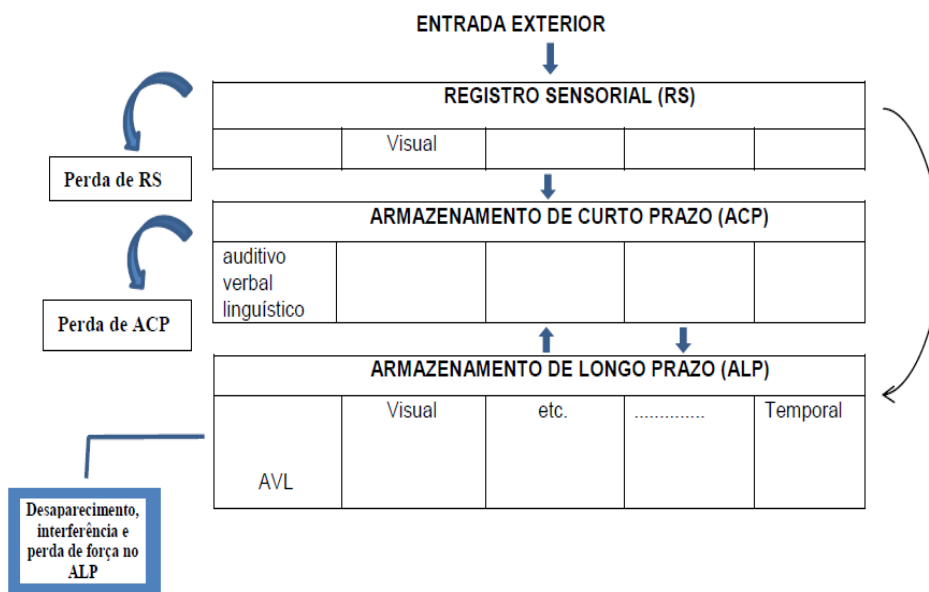 ENTRADA EXTERIOR
REGISTRO SENSORIAL (RS)
Visual
Perda de RS
ARMAZENAMENTO DE CURTO PRAZO (ACP)
auditivo
verbal
linguístico
Perda de ACP
ARMAZENAMENTO DE LONGO PRAZO (ALP)
Visual
etc.
..............
Temporal
AVL
Desaparecimento,
interferência e
perda de força no
ALP